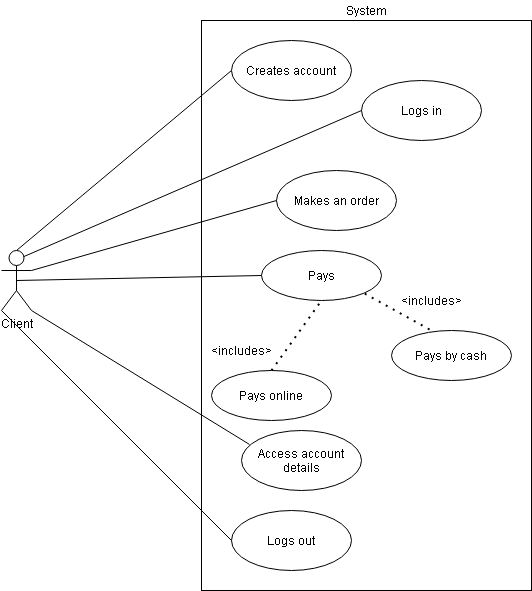 System
Creates account
Logs in
Makes an order
Pays
<includes>
Client
<includes>
Pays by cash
Pays online
Access account
details
Logs out